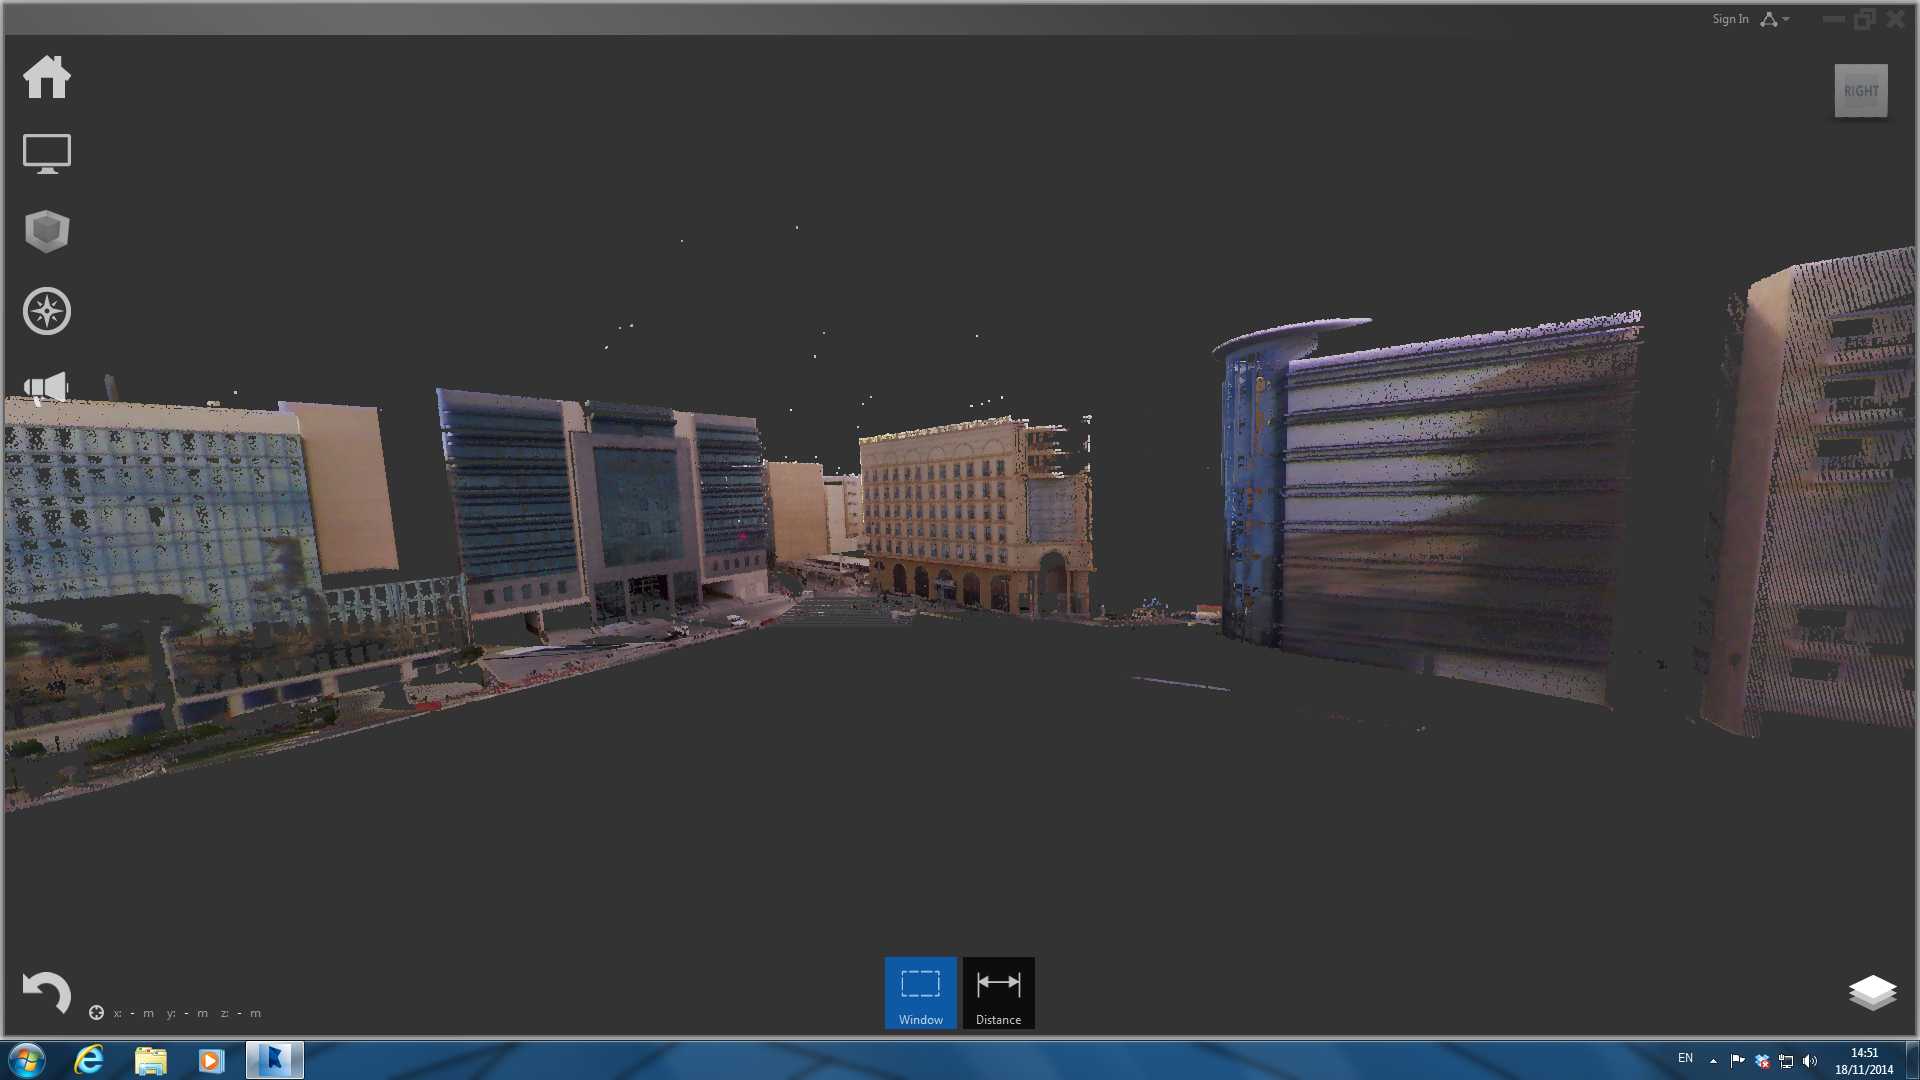 Sign In
RIGHT
x: - m y: - m z: - m
Window
Distance
EN
14:51
18/11/2014